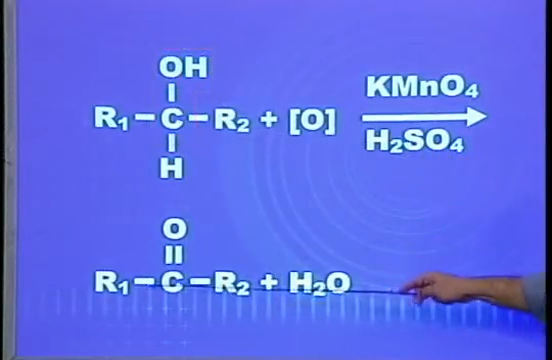 OH
|
R₁–C–R₂ + [O] KMnO₄
|
H₂SO₄
H
O
||
R₁–C–R₂ + H₂O